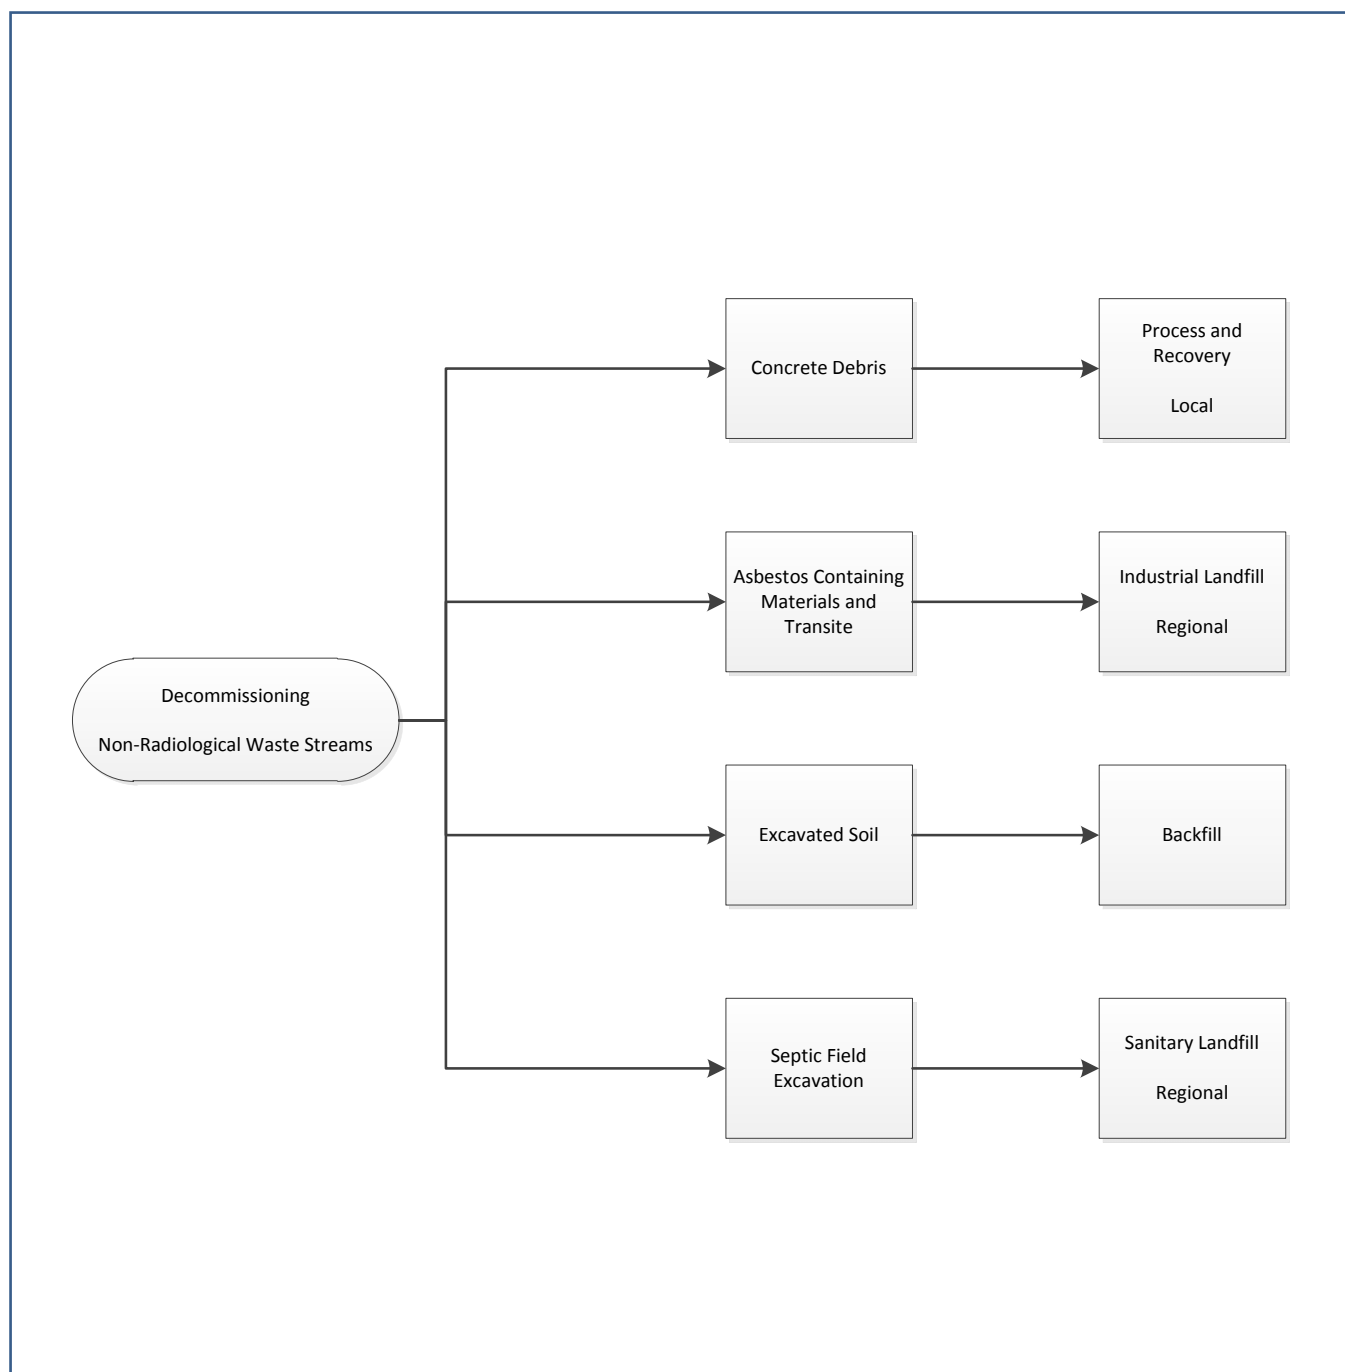 Concrete Debris
Process and
Recovery
Local
Asbestos Containing
Materials and
Transite
Industrial Landfill
Regional
Decommissioning
Non-Radiological Waste Streams
Excavated Soil
Backfill
Septic Field
Excavation
Sanitary Landfill
Regional